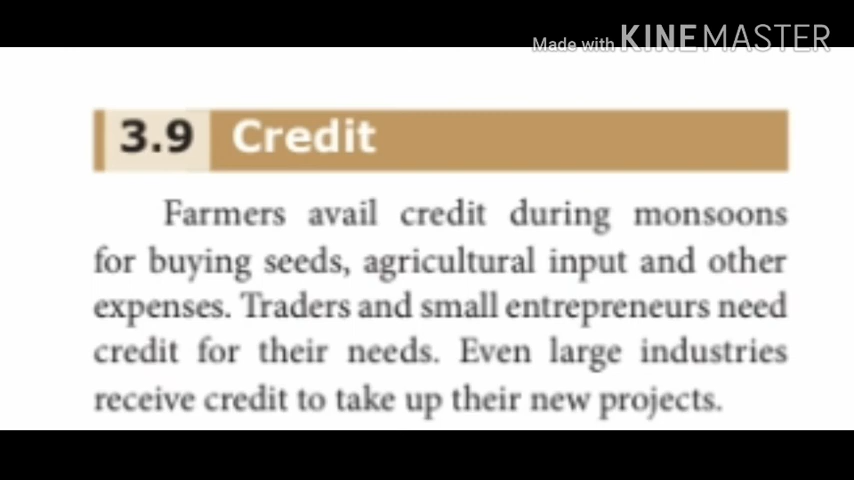 Made with KINEMASTER
3.9 Credit
Farmers avail credit during monsoons
for buying seeds, agricultural input and other
expenses. Traders and small entrepreneurs need
credit for their needs. Even large industries
receive credit to take up their new projects.